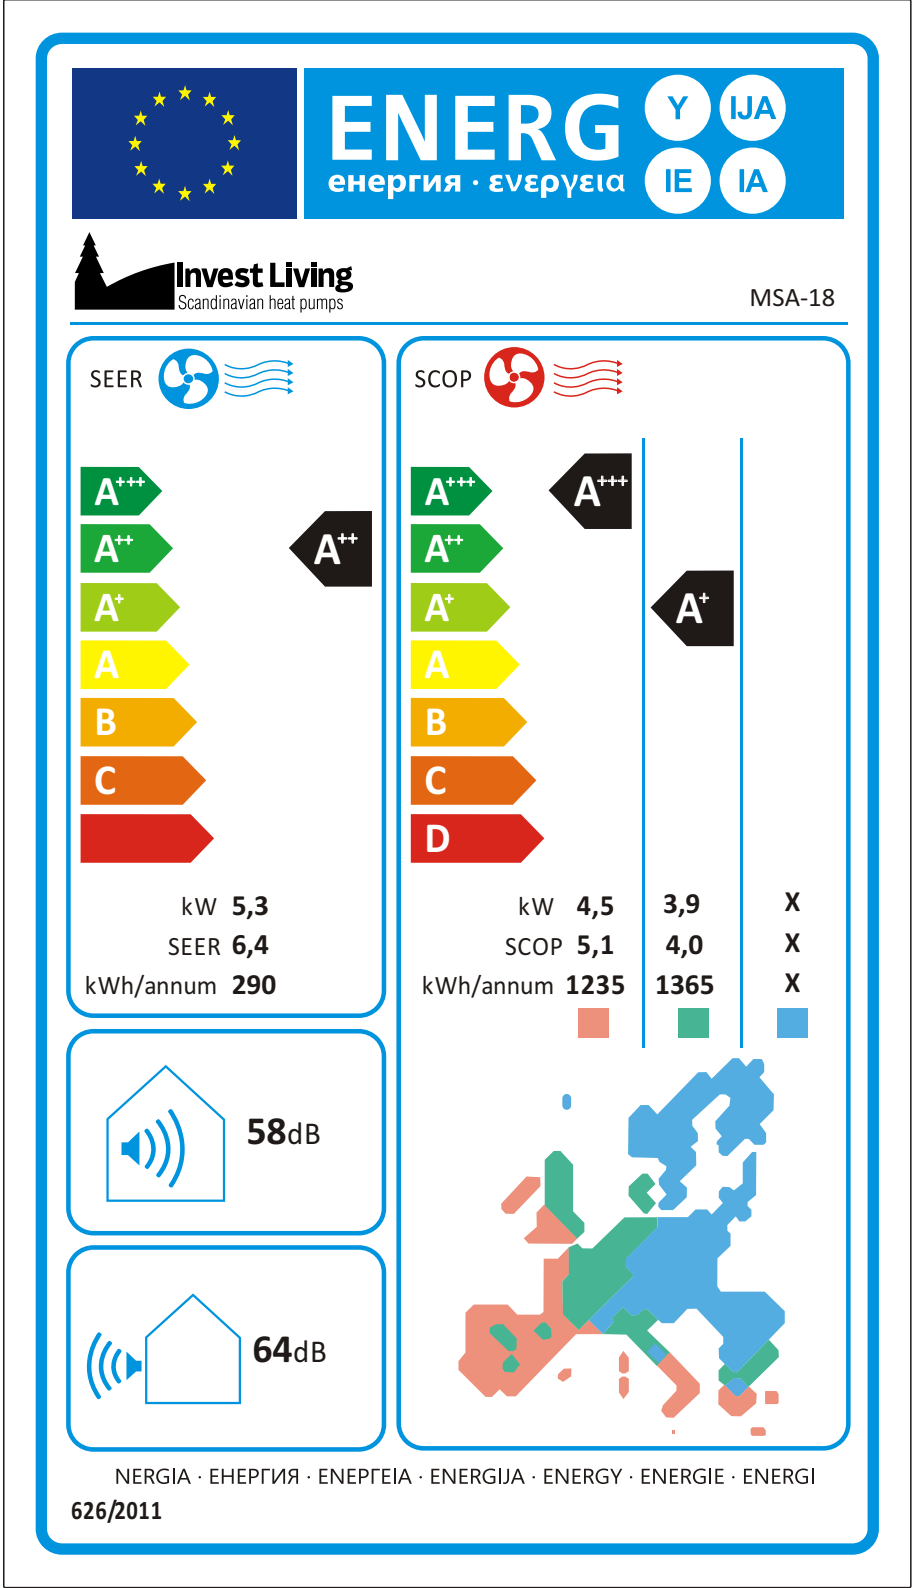 ENERG
енергия · ενεργεια
Y IJA
IE IA
Invest Living
Scandinavian heat pumps
MSA-18
SEER
A+++
A++
A+
A
B
C
A++
kW 5,3
SEER 6,4
kWh/annum 290
SCOP
A+++
A++
A+
A
B
C
D
A+++
A+
kW 4,5 3,9 X
SCOP 5,1 4,0 X
kWh/annum 1235 1365 X
58dB
64dB
NERGIA · ЕНЕРГИЯ · ΕΝΕΡΓΕΙΑ · ENERGIJA · ENERGY · ENERGIE · ENERGI
626/2011